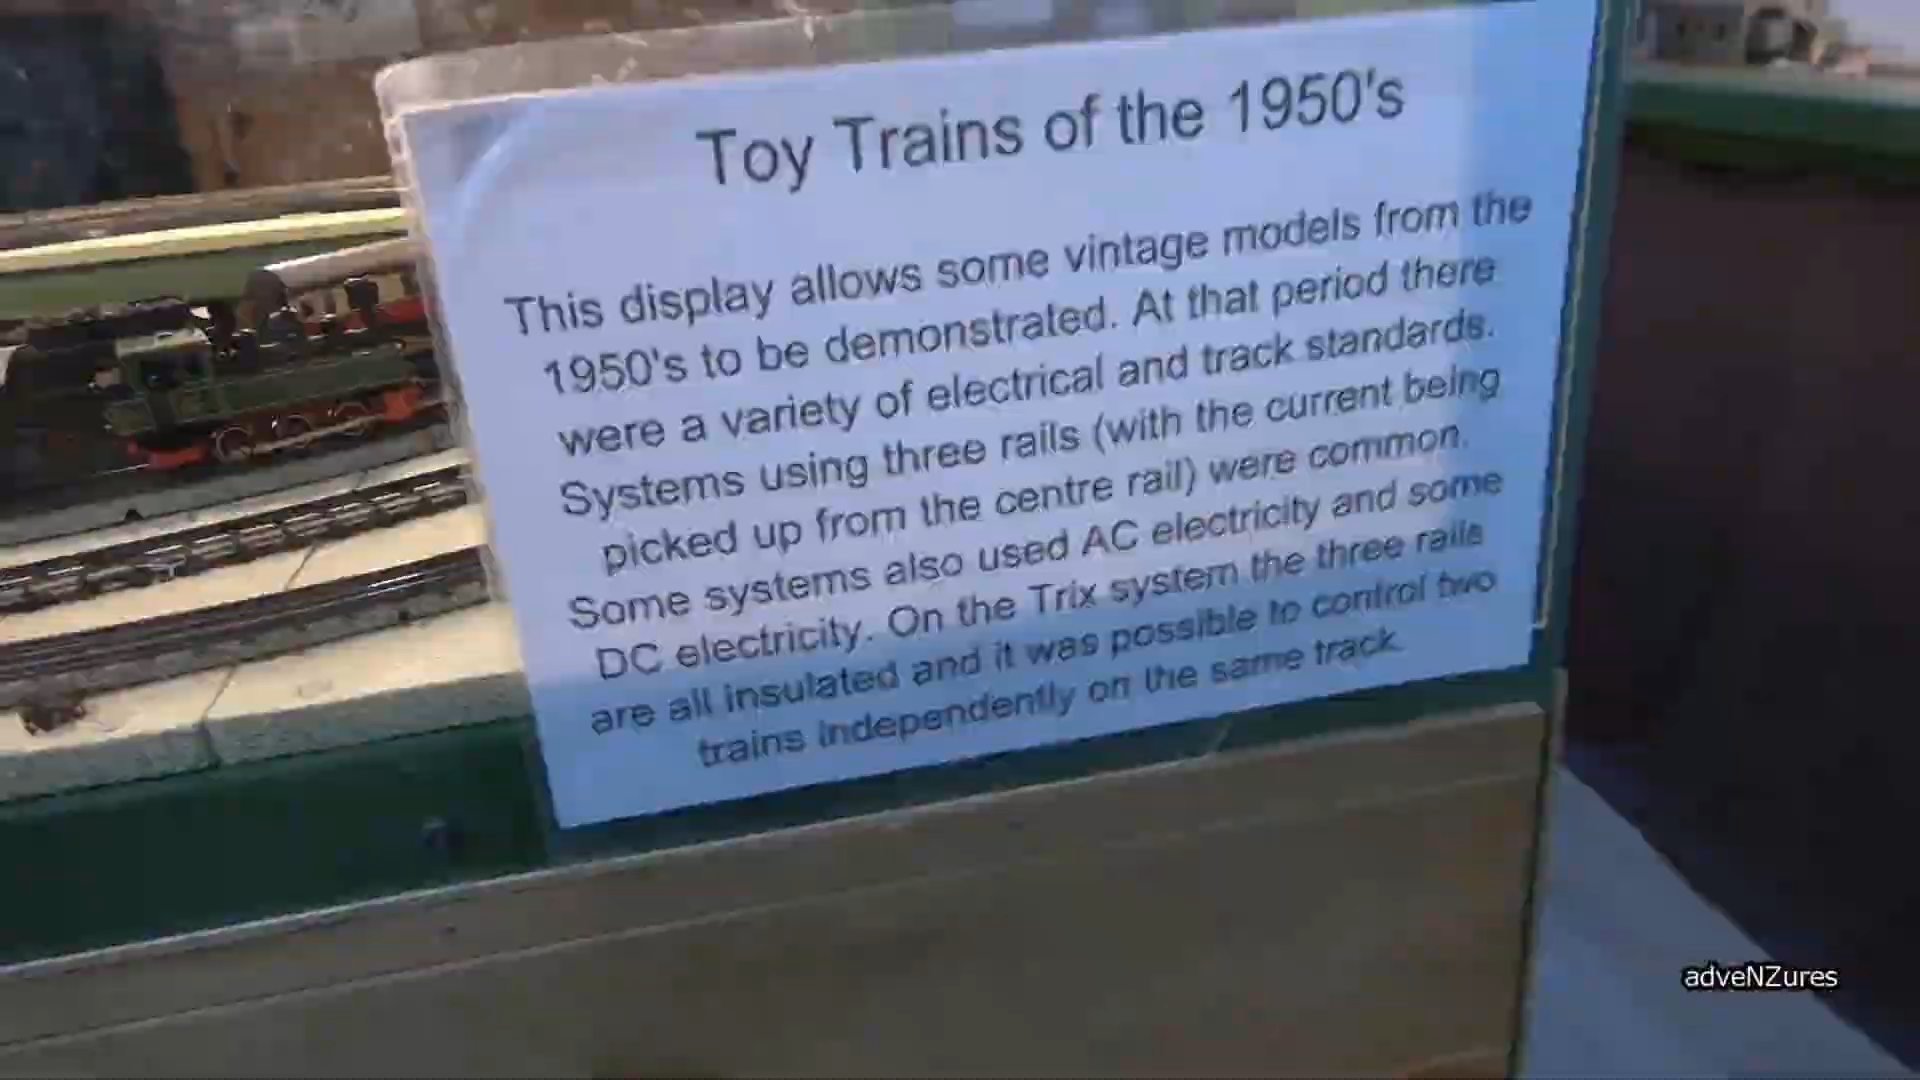 Toy Trains of the 1950's
This display allows some vintage models from the
1950's to be demonstrated. At that period there
were a variety of electrical and track standards.
Systems using three rails (with the current being
picked up from the centre rail) were common.
Some systems also used AC electricity and some
DC electricity. On the Trix system the three rails
are all insulated and it was possible to control two
trains independently on the same track.
adveNZures